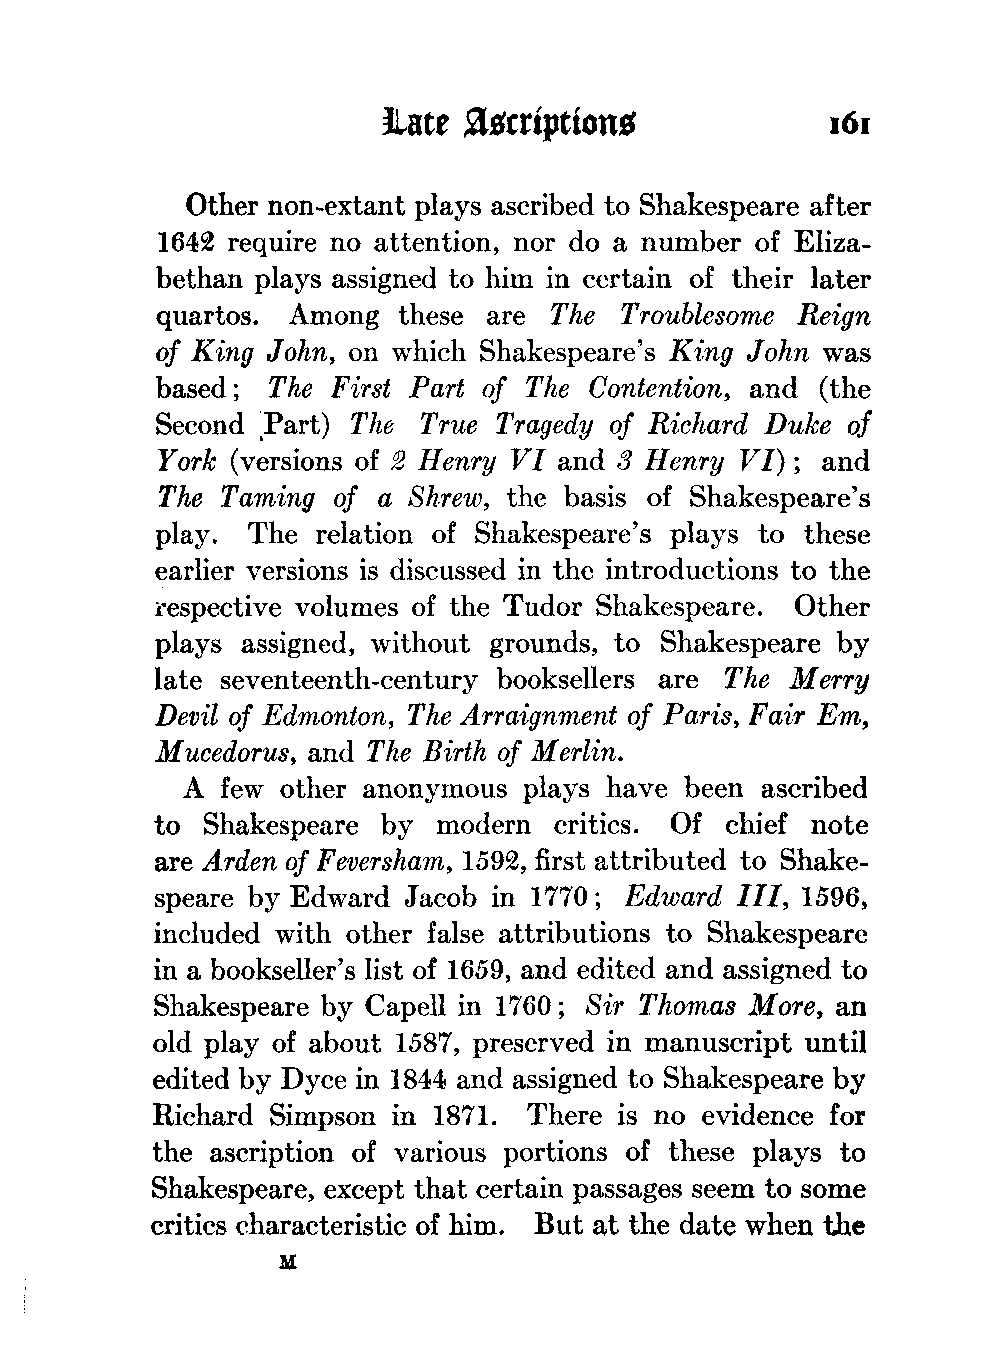 Late Ascriptions 161
Other non-extant plays ascribed to Shakespeare after
1642 require no attention, nor do a number of Eliza-
bethan plays assigned to him in certain of their later
quartos. Among these are The Troublesome Reign
of King John, on which Shakespeare's King John was
based; The First Part of The Contention, and (the
Second Part) The True Tragedy of Richard Duke of
York (versions of 2 Henry VI and 3 Henry VI); and
The Taming of a Shrew, the basis of Shakespeare's
play. The relation of Shakespeare's plays to these
earlier versions is discussed in the introductions to the
respective volumes of the Tudor Shakespeare. Other
plays assigned, without grounds, to Shakespeare by
late seventeenth-century booksellers are The Merry
Devil of Edmonton, The Arraignment of Paris, Fair Em,
Mucedorus, and The Birth of Merlin.
A few other anonymous plays have been ascribed
to Shakespeare by modern critics. Of chief note
are Arden of Feversham, 1592, first attributed to Shake-
speare by Edward Jacob in 1770; Edward III, 1596,
included with other false attributions to Shakespeare
in a bookseller's list of 1659, and edited and assigned to
Shakespeare by Capell in 1760; Sir Thomas More, an
old play of about 1587, preserved in manuscript until
edited by Dyce in 1844 and assigned to Shakespeare by
Richard Simpson in 1871. There is no evidence for
the ascription of various portions of these plays to
Shakespeare, except that certain passages seem to some
critics characteristic of him. But at the date when the
M